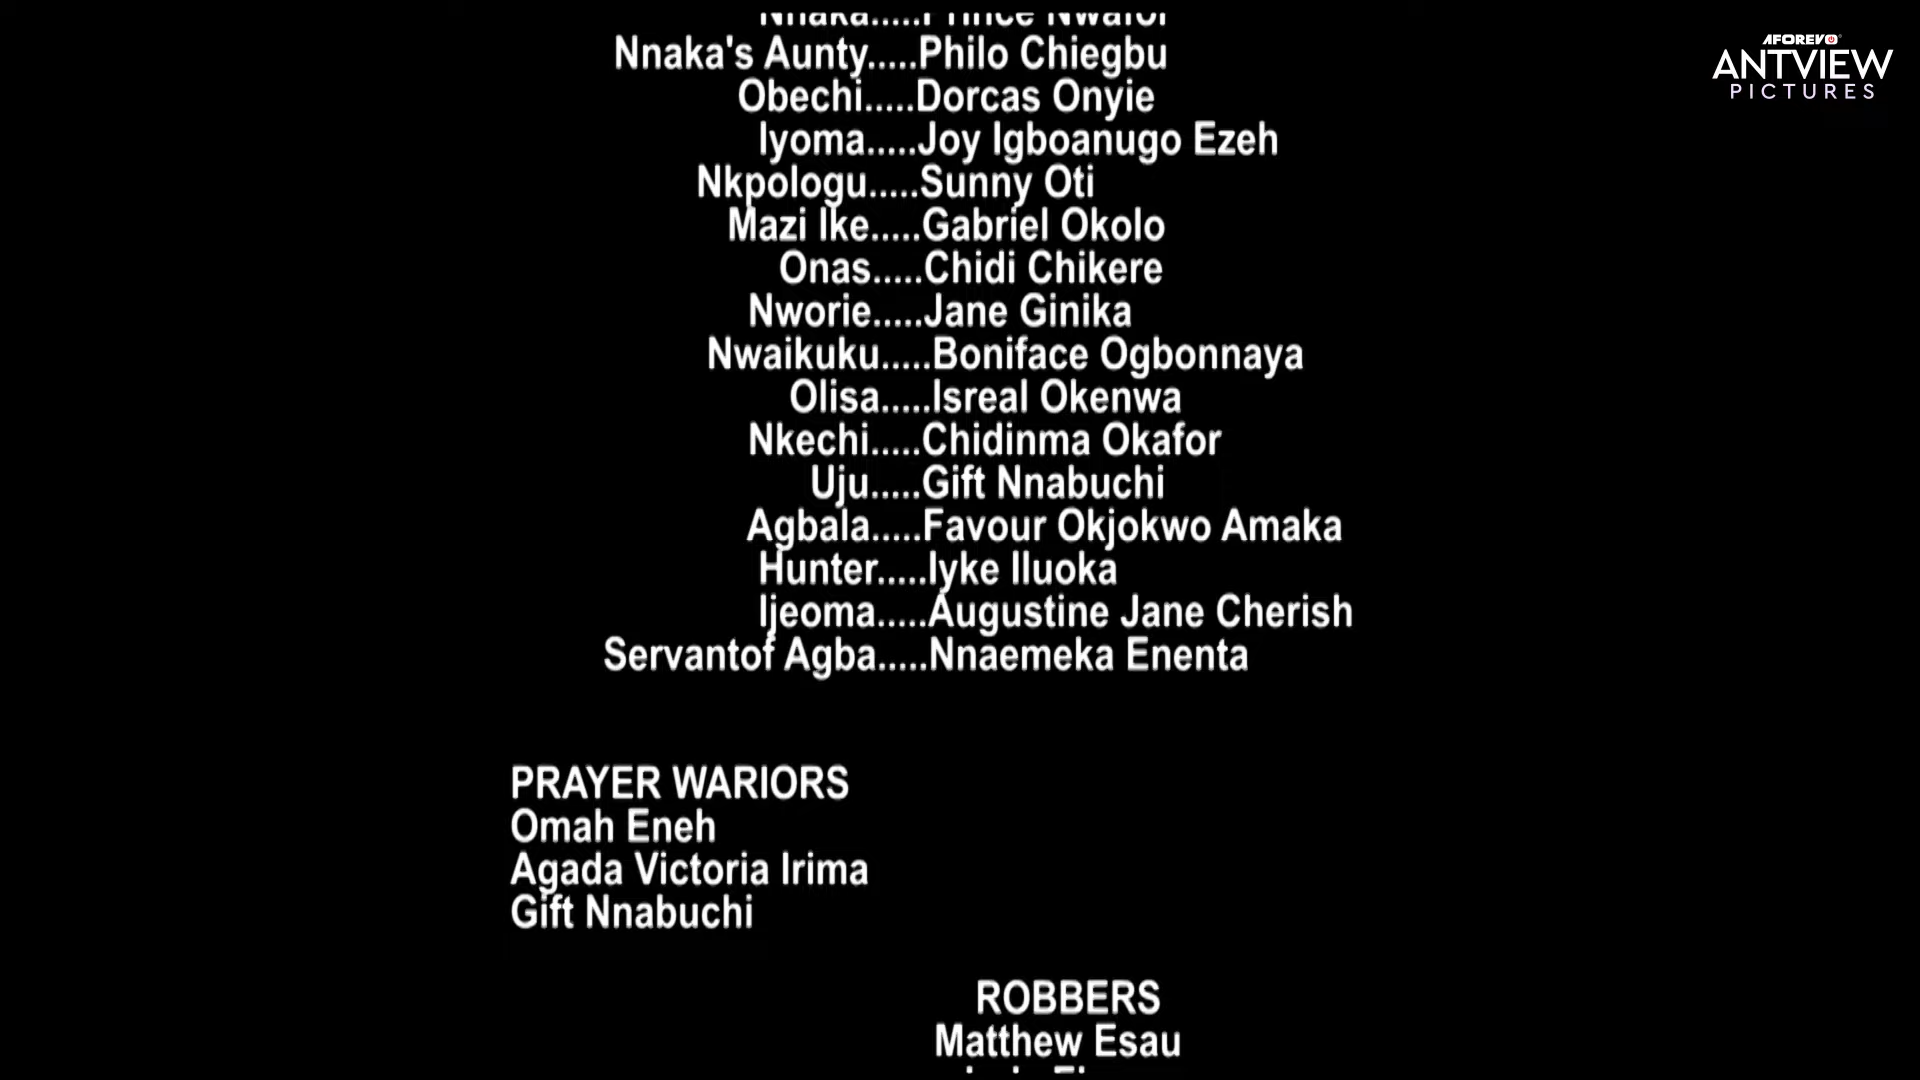 Nnaka.....Prince Nwafor
Nnaka's Aunty.....Philo Chiegbu
Obechi.....Dorcas Onyie
Iyoma.....Joy Igboanugo Ezeh
Nkpologu.....Sunny Oti
Mazi Ike.....Gabriel Okolo
Onas.....Chidi Chikere
Nworie.....Jane Ginika
Nwaikuku.....Boniface Ogbonnaya
Olisa.....Isreal Okenwa
Nkechi.....Chidinma Okafor
Uju.....Gift Nnabuchi
Agbala.....Favour Okjokwo Amaka
Hunter.....Iyke Iluoka
Ijeoma.....Augustine Jane Cherish
Servantof Agba.....Nnaemeka Enenta
PRAYER WARIORS
Omah Eneh
Agada Victoria Irima
Gift Nnabuchi
ROBBERS
Matthew Esau
AFOREVO
ANTVIEW
PICTURES